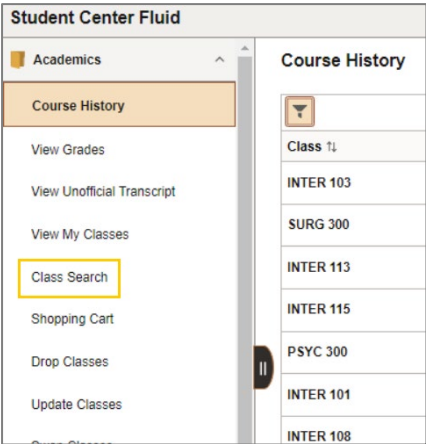 Student Center Fluid
Academics
Course History
View Grades
View Unofficial Transcript
View My Classes
Class Search
Shopping Cart
Drop Classes
Update Classes
Swap Classes
Course History
Class
INTER 103
SURG 300
INTER 113
INTER 115
PSYC 300
INTER 101
INTER 108